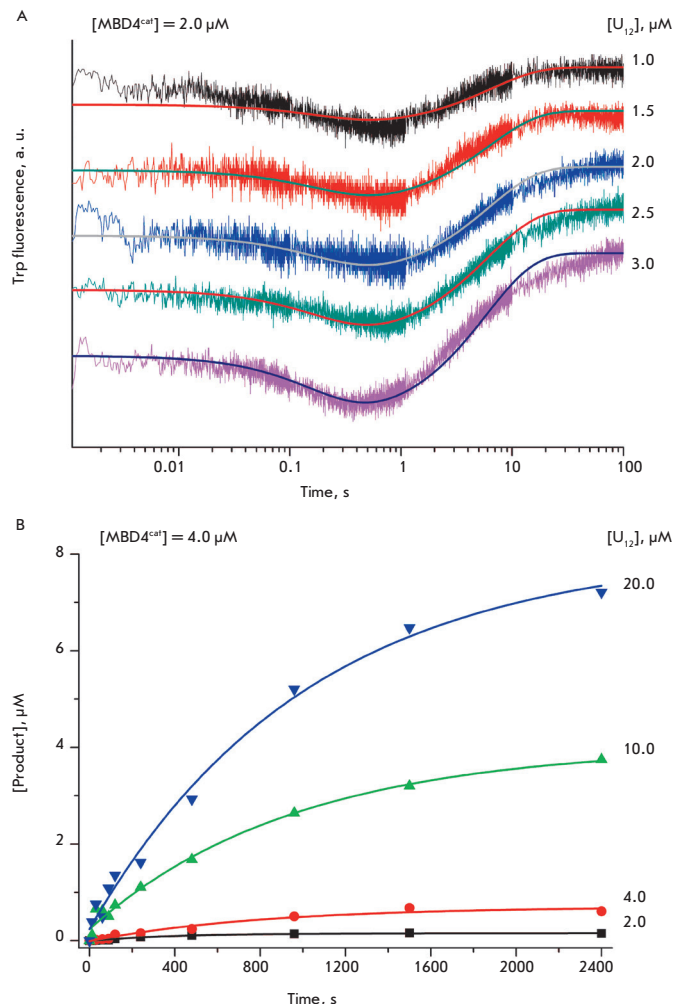 A
[MBD4ᶜᵃᵗ] = 2.0 µM
[U₁₂], µM
1.0
1.5
2.0
2.5
3.0
Trp fluorescence, a. u.
0.01 0.1 1 10 100
Time, s
B
[MBD4ᶜᵃᵗ] = 4.0 µM
[U₁₂], µM
8
20.0
6
[Product], µM
4
10.0
2
4.0
2.0
0
0 400 800 1200 1600 2000 2400
Time, s